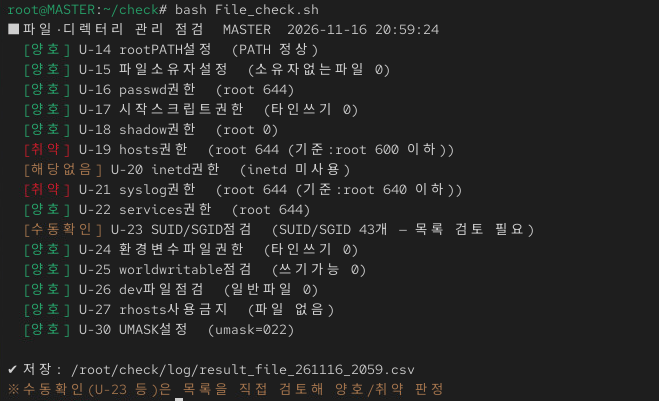 root@MASTER:~/check# bash File_check.sh
■ 파일·디렉터리 관리 점검 MASTER 2026-11-16 20:59:24
[양호] U-14 rootPATH설정 (PATH 정상)
[양호] U-15 파일소유자설정 (소유자없는파일 0)
[양호] U-16 passwd권한 (root 644)
[양호] U-17 시작스크립트권한 (타인쓰기 0)
[양호] U-18 shadow권한 (root 0)
[취약] U-19 hosts권한 (root 644 (기준:root 600 이하))
[해당없음] U-20 inetd권한 (inetd 미사용)
[취약] U-21 syslog권한 (root 644 (기준:root 640 이하))
[양호] U-22 services권한 (root 644)
[수동확인] U-23 SUID/SGID점검 (SUID/SGID 43개 — 목록 검토 필요)
[양호] U-24 환경변수파일권한 (타인쓰기 0)
[양호] U-25 worldwritable점검 (쓰기가능 0)
[양호] U-26 dev파일점검 (일반파일 0)
[양호] U-27 rhosts사용금지 (파일 없음)
[양호] U-30 UMASK설정 (umask=022)
✔ 저장: /root/check/log/result_file_261116_2059.csv
※수동확인(U-23 등)은 목록을 직접 검토해 양호/취약 판정